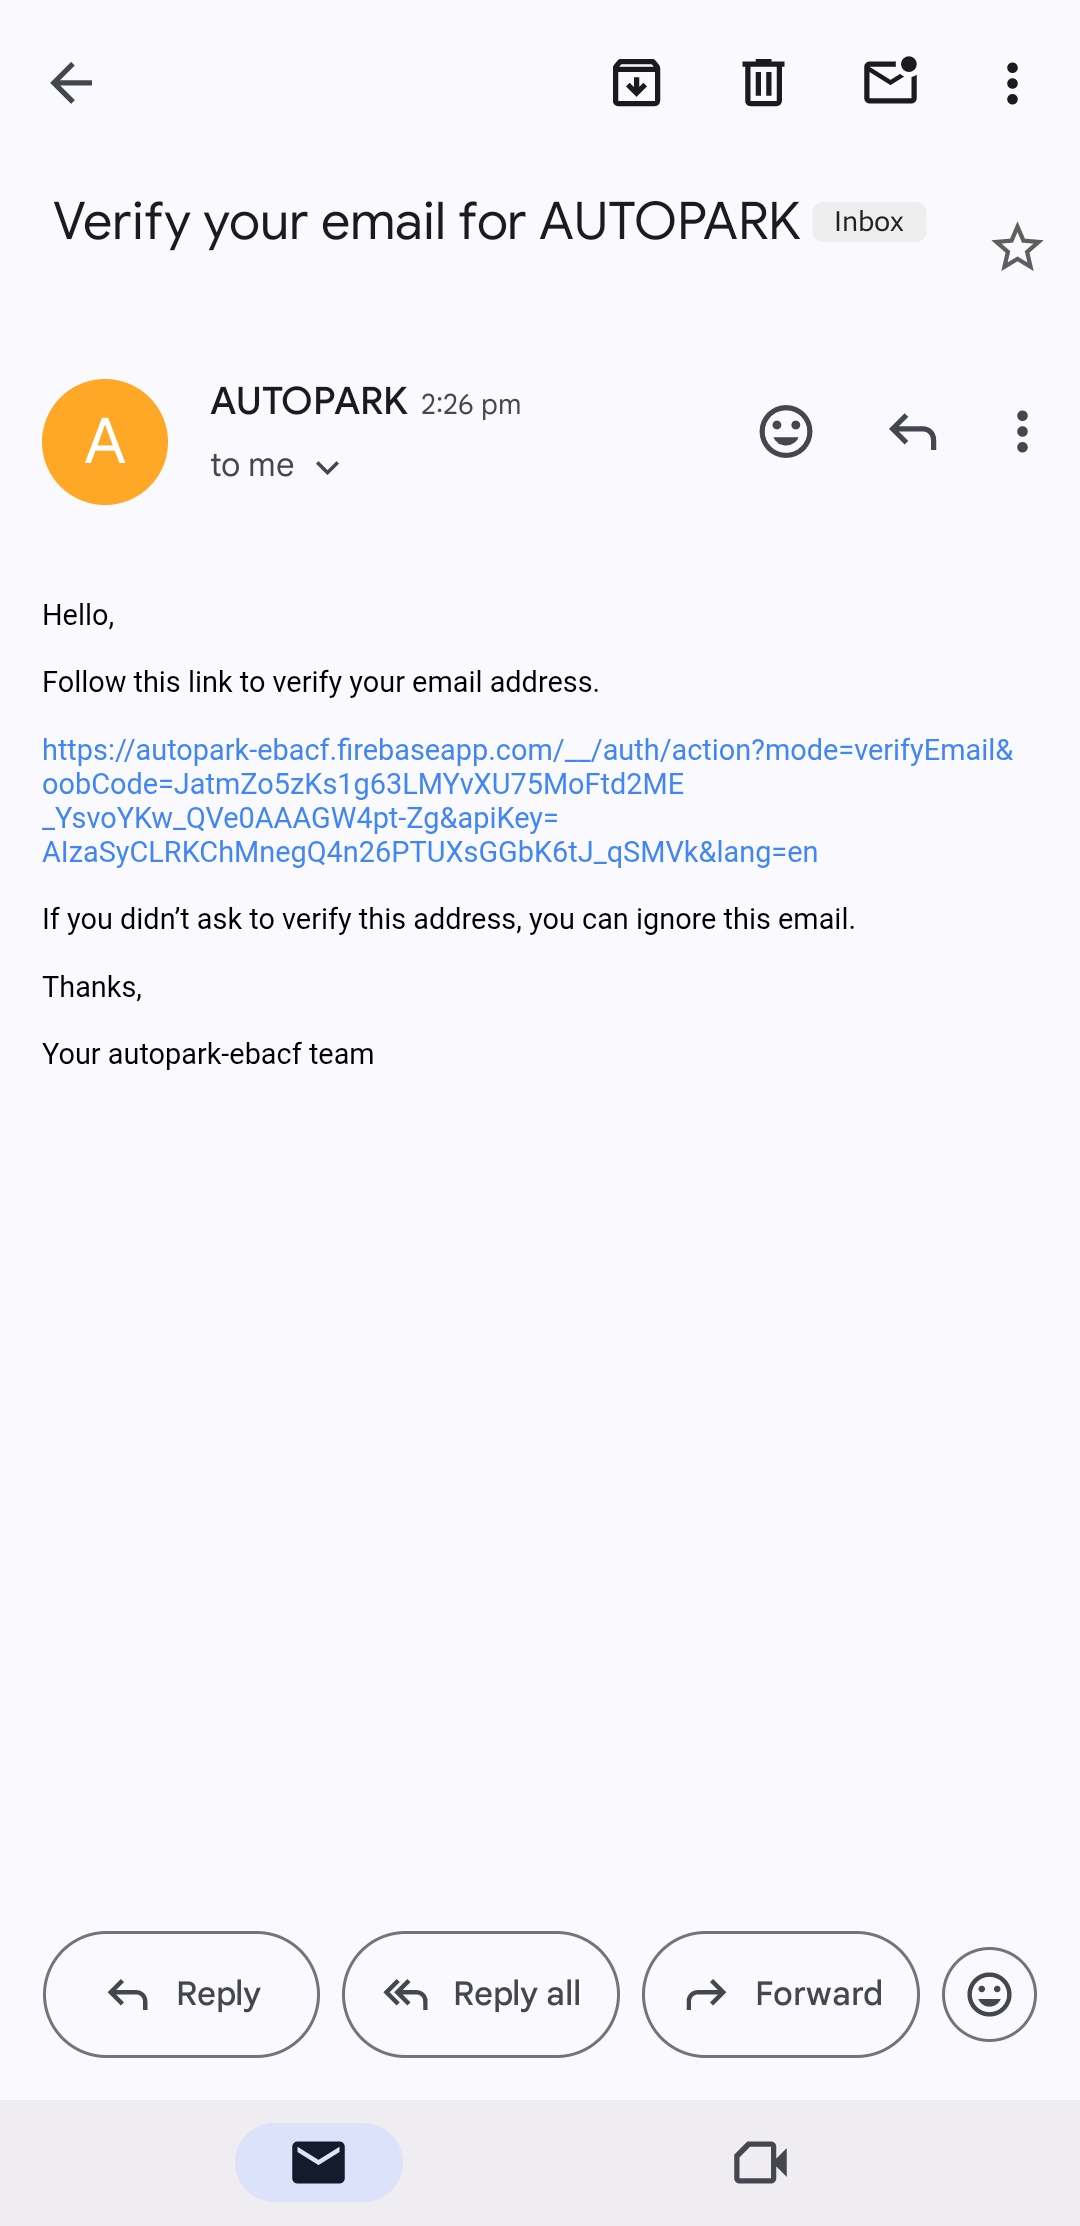 Verify your email for AUTOPARK Inbox
A
AUTOPARK 2:26 pm
to me
Hello,
Follow this link to verify your email address.
https://autopark-ebacf.firebaseapp.com/__/auth/action?mode=verifyEmail&
oobCode=JatmZo5zKs1g63LMYvXU75MoFtd2ME
_YsvoYKw_QVe0AAAGW4pt-Zg&apiKey=
AIzaSyCLRKChMnegQ4n26PTUXsGGbK6tJ_qSMVk&lang=en
If you didn’t ask to verify this address, you can ignore this email.
Thanks,
Your autopark-ebacf team
Reply
Reply all
Forward